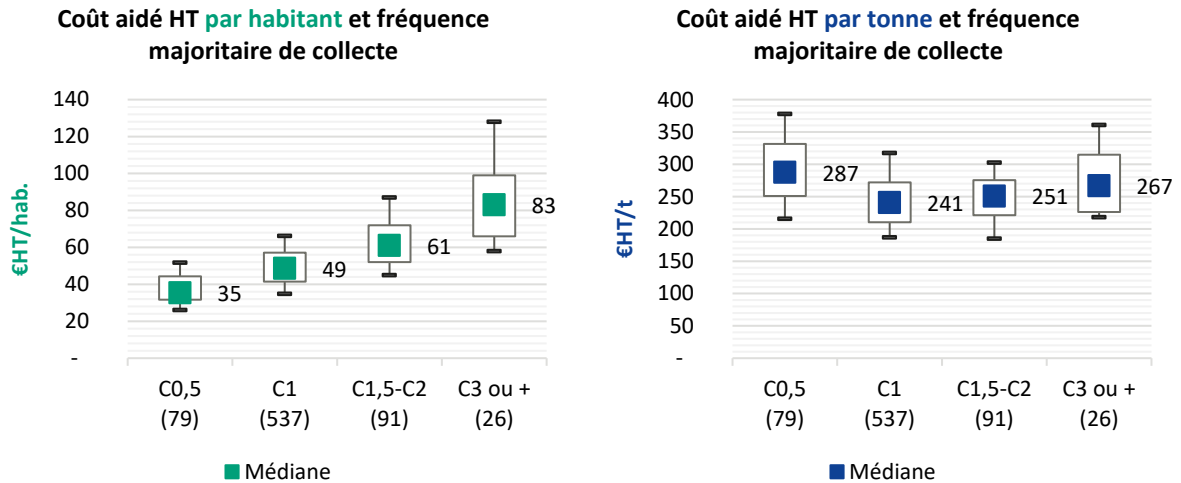 Coût aidé HT par habitant et fréquence
majoritaire de collecte
€HT/hab.
140
120
100
80
60
40
20
-
35
49
61
83
C0,5
(79)
C1
(537)
C1,5-C2
(91)
C3 ou +
(26)
Médiane
Coût aidé HT par tonne et fréquence
majoritaire de collecte
€HT/t
400
350
300
250
200
150
100
50
-
287
241
251
267
C0,5
(79)
C1
(537)
C1,5-C2
(91)
C3 ou +
(26)
Médiane